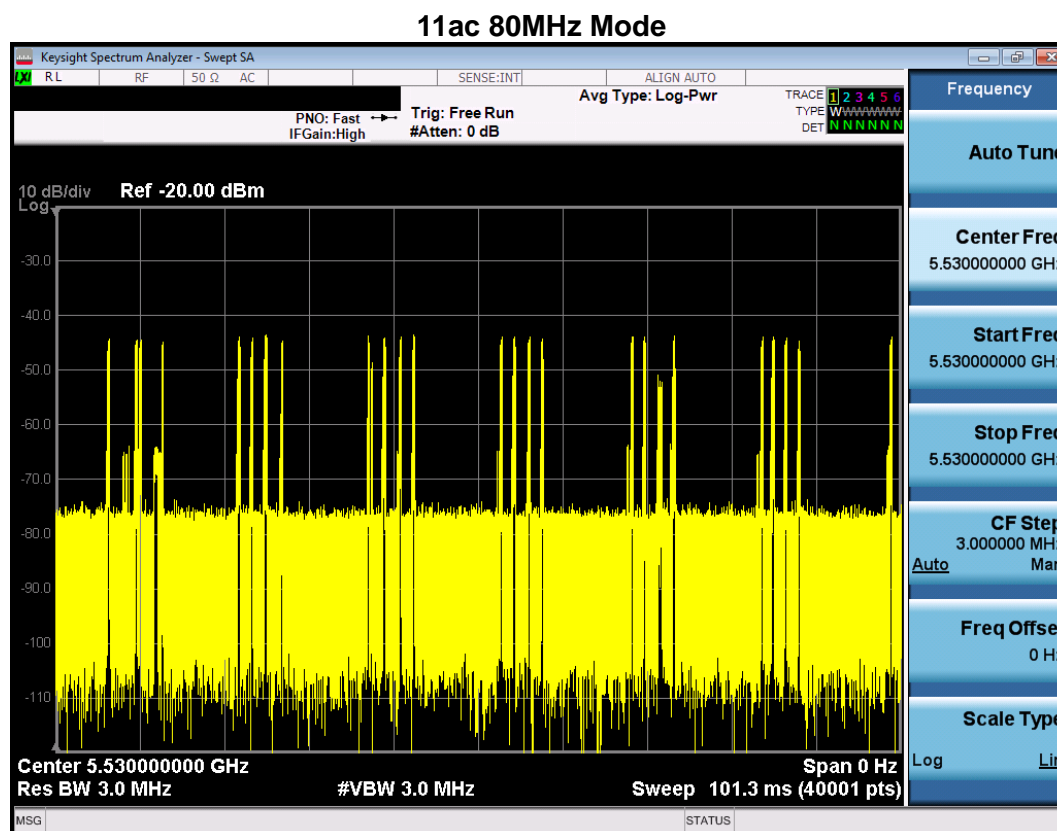 11ac 80MHz Mode
Keysight Spectrum Analyzer - Swept SA
LXI RL RF 50 Ω AC SENSE:INT ALIGN AUTO
Frequency
Avg Type: Log-Pwr TRACE 1 2 3 4 5 6
PNO: Fast Trig: Free Run TYPE WWWWWWW
IFGain:High #Atten: 0 dB DET N N N N N N
Auto Tun
10 dB/div Ref -20.00 dBm
Log
-30.0
-40.0
-50.0
-60.0
-70.0
-80.0
-90.0
-100
-110
Center Fre
5.530000000 GH
Start Fre
5.530000000 GH
Stop Fre
5.530000000 GH
CF Ste
3.000000 MH
Auto Ma
Freq Offse
0 H
Scale Type
Log Li
Center 5.530000000 GHz Span 0 Hz
Res BW 3.0 MHz #VBW 3.0 MHz Sweep 101.3 ms (40001 pts)
MSG STATUS